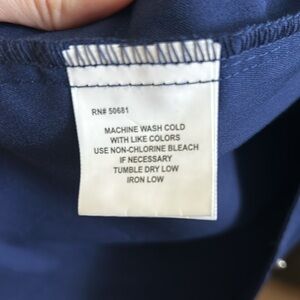 RN# 50681
MACHINE WASH COLD
WITH LIKE COLORS
USE NON-CHLORINE BLEACH
IF NECESSARY
TUMBLE DRY LOW
IRON LOW